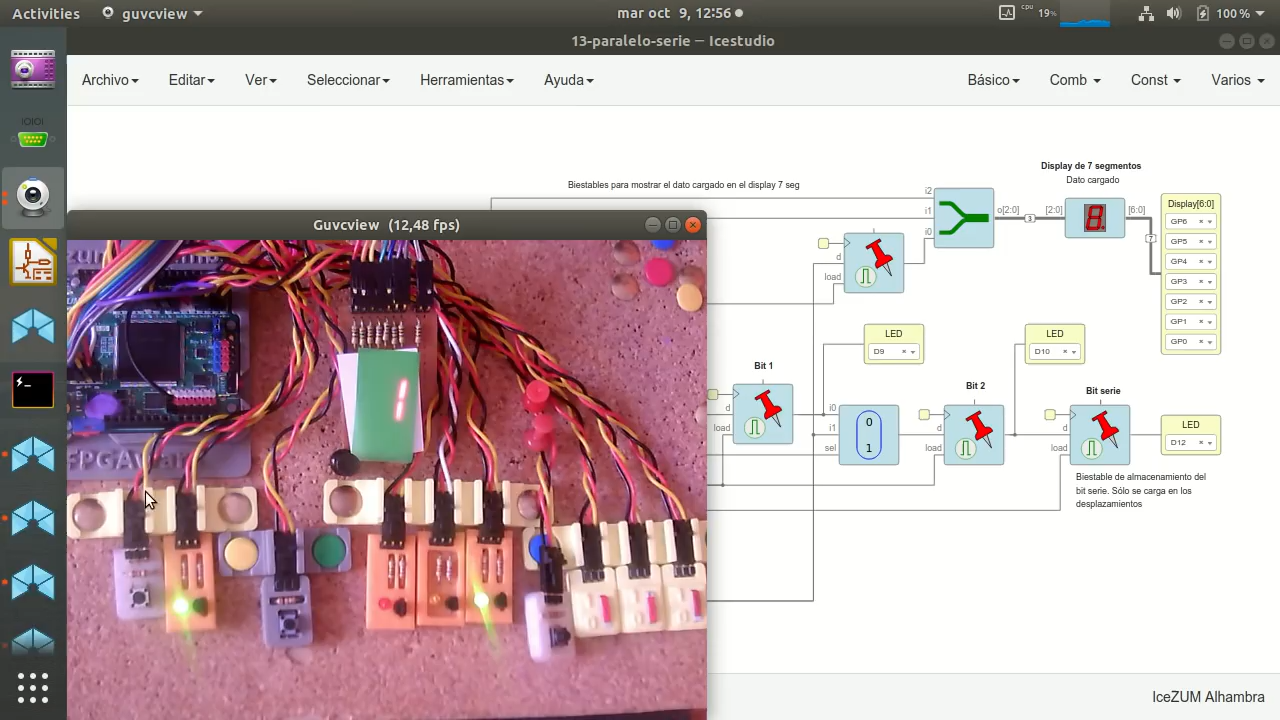 Activities guvcview mar oct 9, 12:56 cpu 19% 100 %
13-paralelo-serie – Icestudio
Archivo Editar Ver Seleccionar Herramientas Ayuda Básico Comb Const Varios
Display de 7 segmentos
Dato cargado
Biestables para mostrar el dato cargado en el display 7 seg
i2
i1
i0
o[2:0]
3
[2:0]
[6:0]
7
Display[6:0]
GP6
GP5
GP4
GP3
GP2
GP1
GP0
Guvcview (12,48 fps)
d
load
LED
D9
LED
D10
Bit 1
d
load
i0
i1
sel
0
1
Bit 2
d
load
Bit serie
d
load
LED
D12
Biestable de almacenamiento del
bit serie. Sólo se carga en los
desplazamientos
IceZUM Alhambra